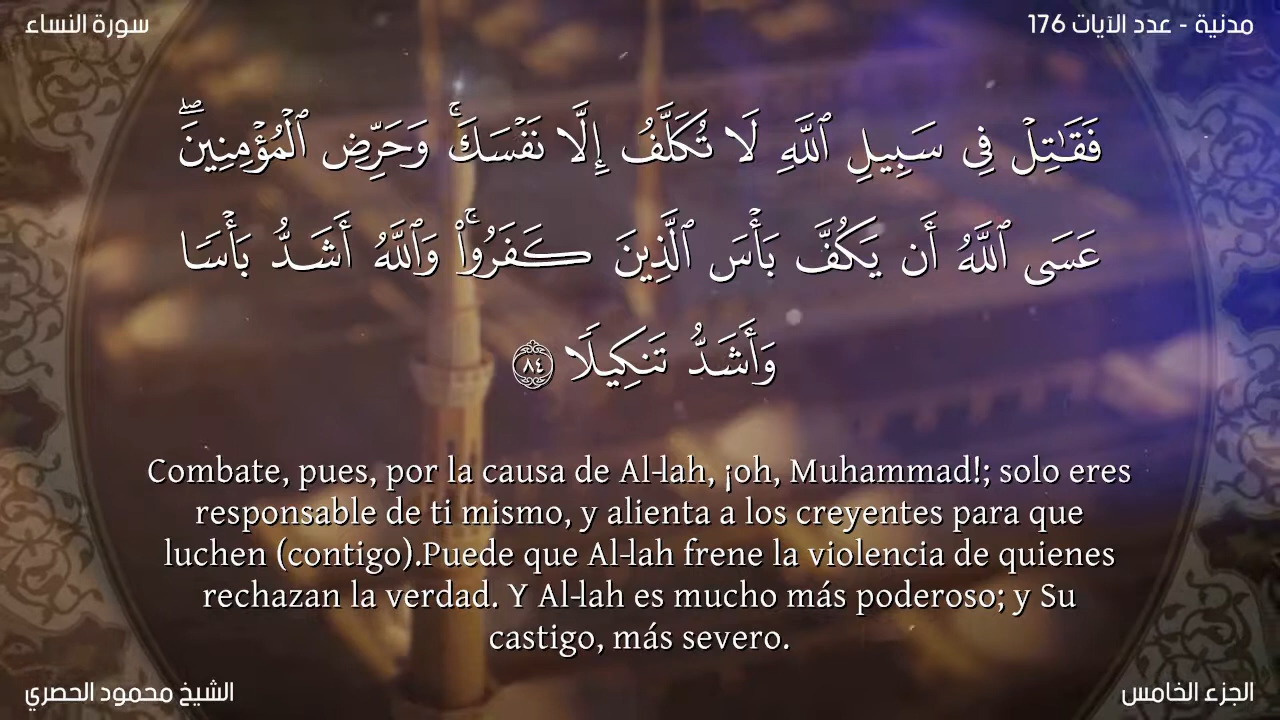 سورة النساء
مدنية - عدد الآيات 176
فَقَٰتِلْ فِى سَبِيلِ ٱللَّهِ لَا تُكَلَّفُ إِلَّا نَفْسَكَ ۚ وَحَرِّضِ ٱلْمُؤْمِنِينَ ۖ
عَسَى ٱللَّهُ أَن يَكُفَّ بَأْسَ ٱلَّذِينَ كَفَرُوا۟ ۚ وَٱللَّهُ أَشَدُّ بَأْسًا
وَأَشَدُّ تَنكِيلًا ٨٤
Combate, pues, por la causa de Al-lah, ¡oh, Muhammad!; solo eres
responsable de ti mismo, y alienta a los creyentes para que
luchen (contigo).Puede que Al-lah frene la violencia de quienes
rechazan la verdad. Y Al-lah es mucho más poderoso; y Su
castigo, más severo.
الشيخ محمود الحصري
الجزء الخامس